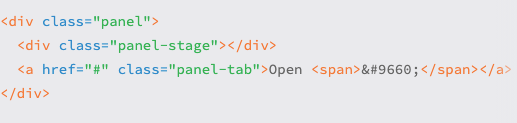 <div class="panel">
<div class="panel-stage"></div>
<a href="#" class="panel-tab">Open <span>&#9660;</span></a>
</div>